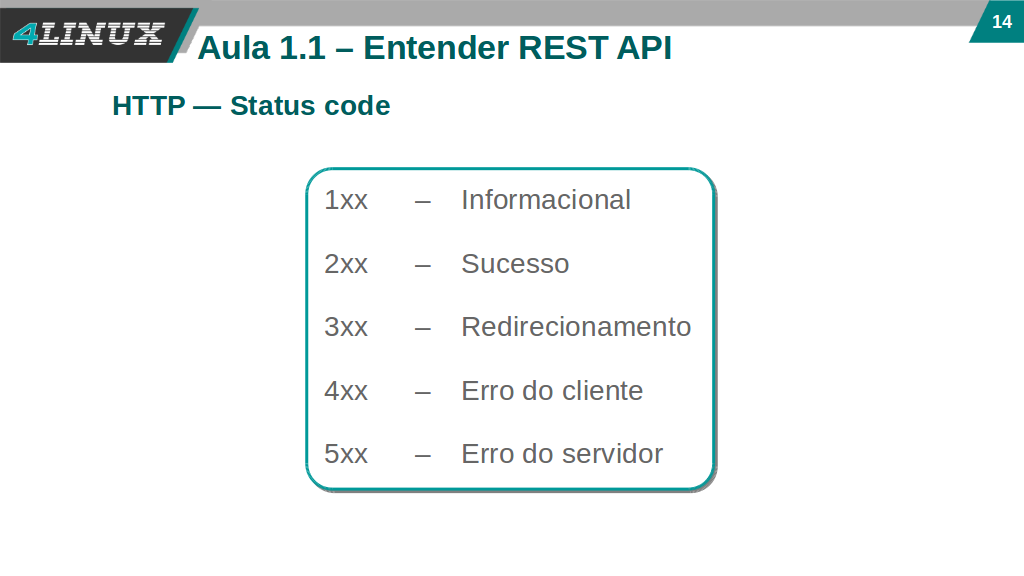 4LINUX
14
Aula 1.1 – Entender REST API
HTTP — Status code
1xx – Informacional
2xx – Sucesso
3xx – Redirecionamento
4xx – Erro do cliente
5xx – Erro do servidor